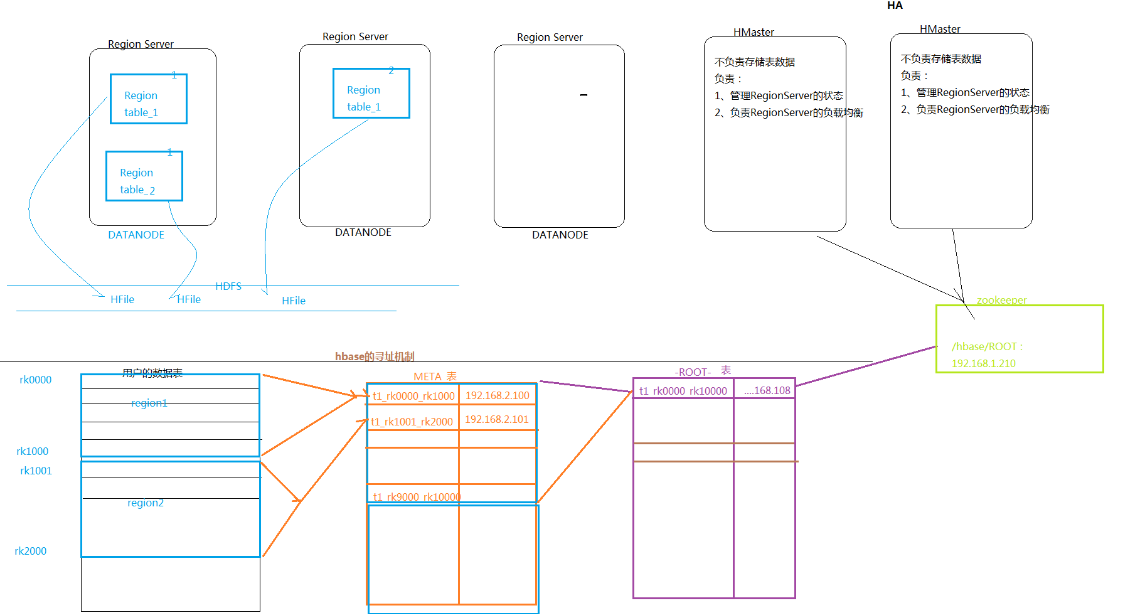 HA
Region Server
Region Server
Region Server
HMaster
HMaster
1
Region
table_1
1
Region
table_2
DATANODE
2
Region
table_1
DATANODE
DATANODE
不负责存储表数据
负责：
1、管理RegionServer的状态
2、负责RegionServer的负载均衡
不负责存储表数据
负责：
1、管理RegionServer的状态
2、负责RegionServer的负载均衡
HDFS
HFile
HFile
HFile
zookeeper
/hbase/ROOT：
192.168.1.210
hbase的寻址机制
用户的数据表
rk0000
region1
rk1000
rk1001
region2
rk2000
META 表
t1_rk0000_rk1000
192.168.2.100
t1_rk1001_rk2000
192.168.2.101
t1_rk9000_rk10000
-ROOT- 表
t1_rk0000_rk10000
....168.108